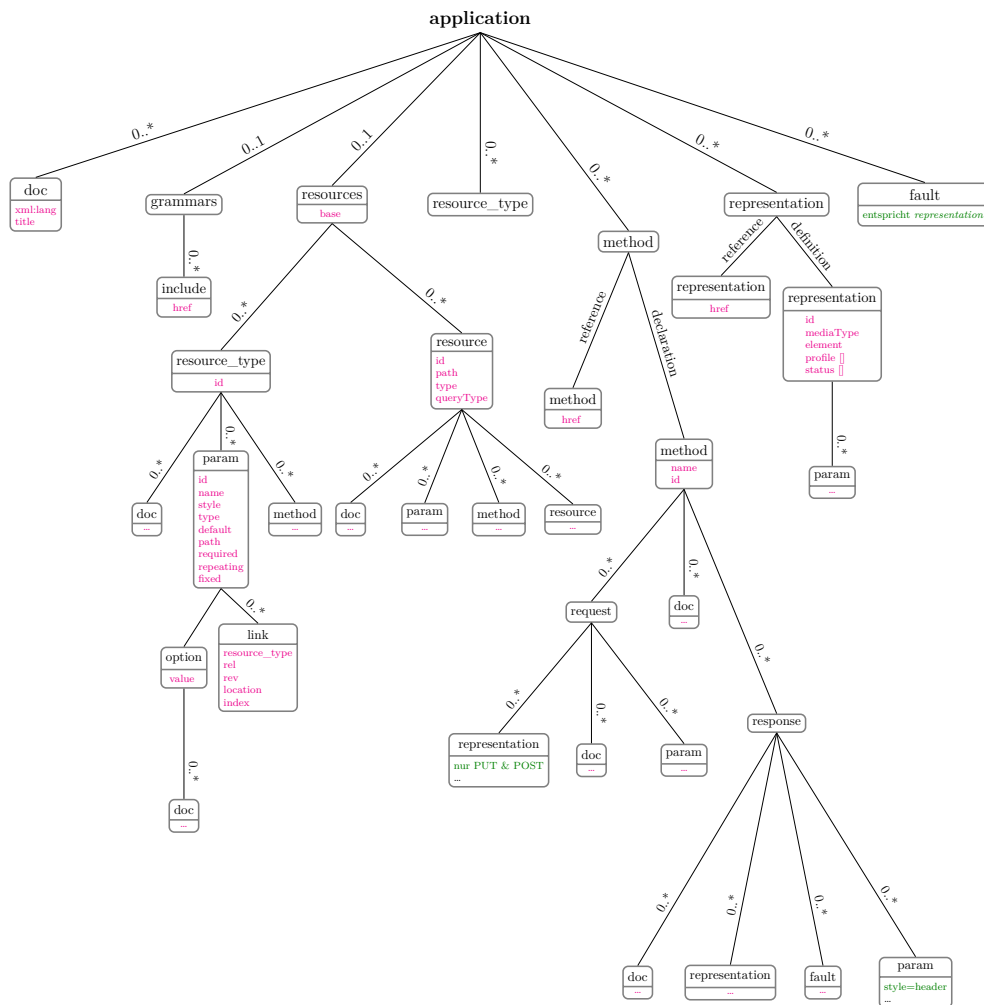 application
0..*
0..1
0..1
0..*
0..*
0..*
0..*
doc
xml:lang
title
grammars
resources
base
resource_type
method
representation
fault
entspricht representation
0..*
include
href
0..*
0..*
reference
declaration
reference
definition
representation
href
representation
id
mediaType
element
profile []
status []
resource_type
id
resource
id
path
type
queryType
method
href
method
name
id
0..*
param
...
0..*
0..*
0..*
doc
...
param
id
name
style
type
default
path
required
repeating
fixed
method
...
0..*
0..*
0..*
0..*
doc
...
param
...
method
...
resource
...
0..*
0..*
0..*
request
doc
...
response
0..*
option
value
link
resource_type
rel
rev
location
index
0..*
doc
...
0..*
0..*
0..*
representation
nur PUT & POST
...
doc
...
param
...
0..*
0..*
0..*
0..*
doc
...
representation
...
fault
...
param
style=header
...